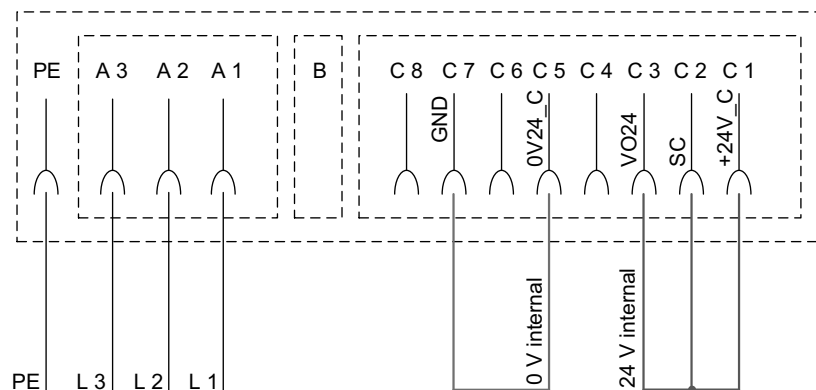 PE A 3 A 2 A 1 B C 8 C 7 C 6 C 5 C 4 C 3 C 2 C 1
GND
0V24_C
VO24
SC
+24V_C
0 V internal
24 V internal
PE L 3 L 2 L 1